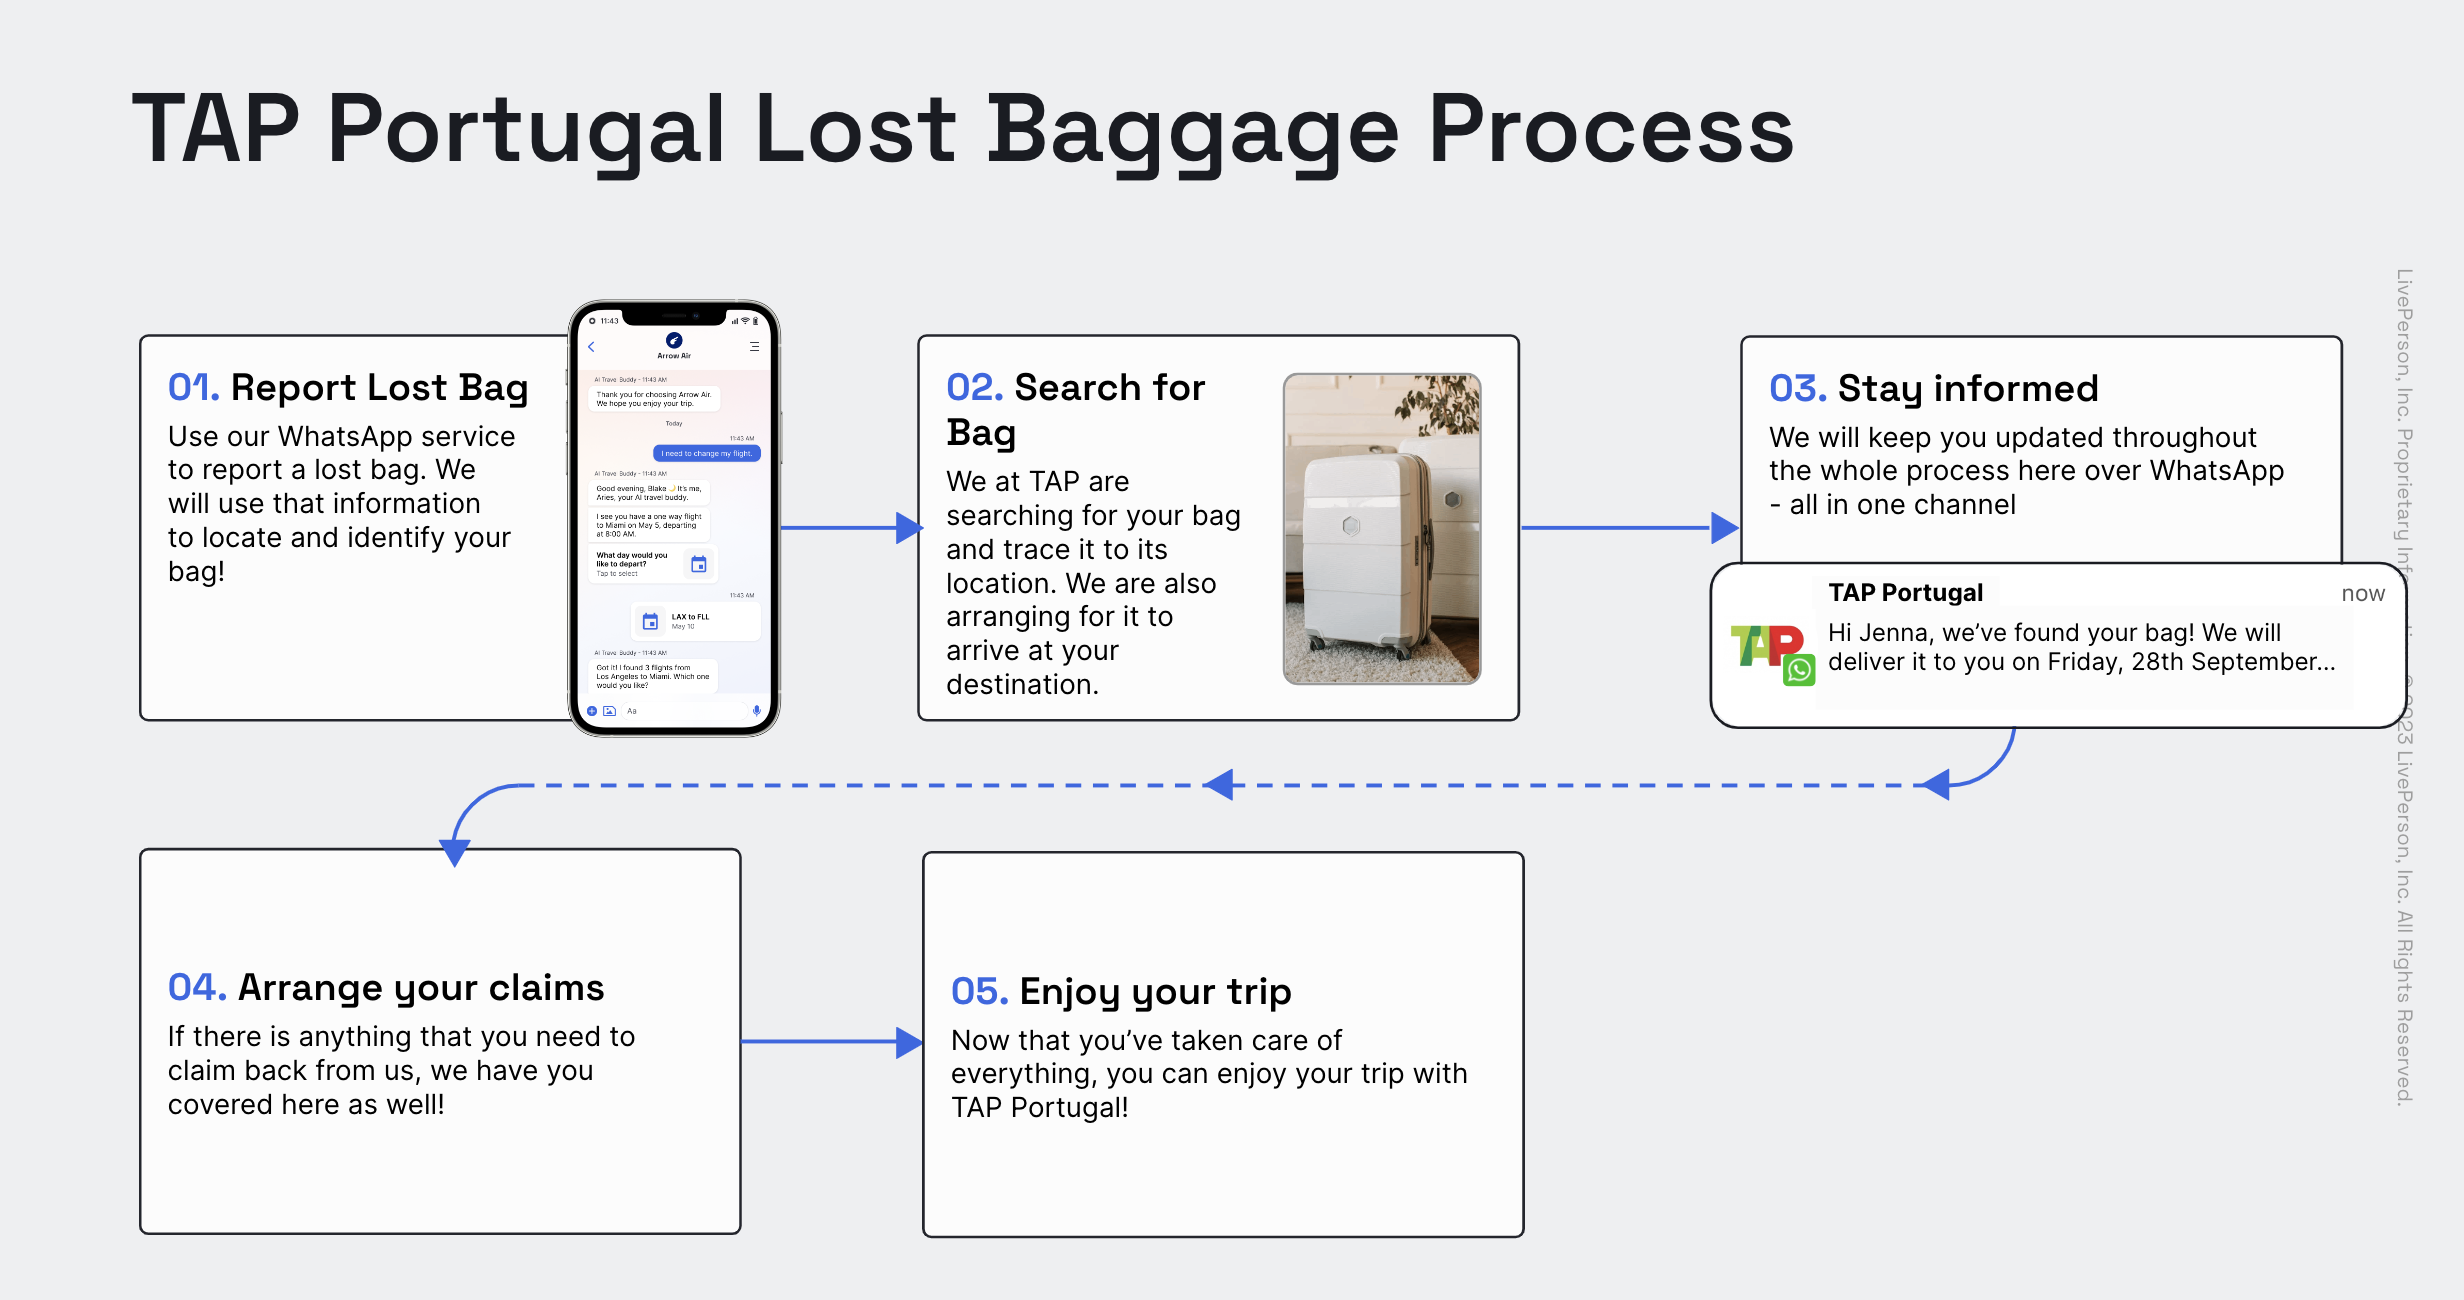 TAP Portugal Lost Baggage Process
01. Report Lost Bag
Use our WhatsApp service
to report a lost bag. We
will use that information
to locate and identify your
bag!
11:43
Arrow Air
AI Travel Buddy - 11:43 AM
Thank you for choosing Arrow Air.
We hope you enjoy your trip.
Today
11:43 AM
I need to change my flight.
AI Travel Buddy - 11:43 AM
Good evening, Blake 🌙 It's me,
Aries, your AI travel buddy.
I see you have a one way flight
to Miami on May 5, departing
at 8:00 AM.
What day would you
like to depart?
Tap to select
11:43 AM
LAX to FLL
May 10
AI Travel Buddy - 11:43 AM
Got it! I found 3 flights from
Los Angeles to Miami. Which one
would you like?
Aa
02. Search for
Bag
We at TAP are
searching for your bag
and trace it to its
location. We are also
arranging for it to
arrive at your
destination.
03. Stay informed
We will keep you updated throughout
the whole process here over WhatsApp
- all in one channel
TAP Portugal
now
TAP
Hi Jenna, we’ve found your bag! We will
deliver it to you on Friday, 28th September...
04. Arrange your claims
If there is anything that you need to
claim back from us, we have you
covered here as well!
05. Enjoy your trip
Now that you’ve taken care of
everything, you can enjoy your trip with
TAP Portugal!
LivePerson, Inc. Proprietary 2023 LivePerson, Inc. All Rights Reserved.